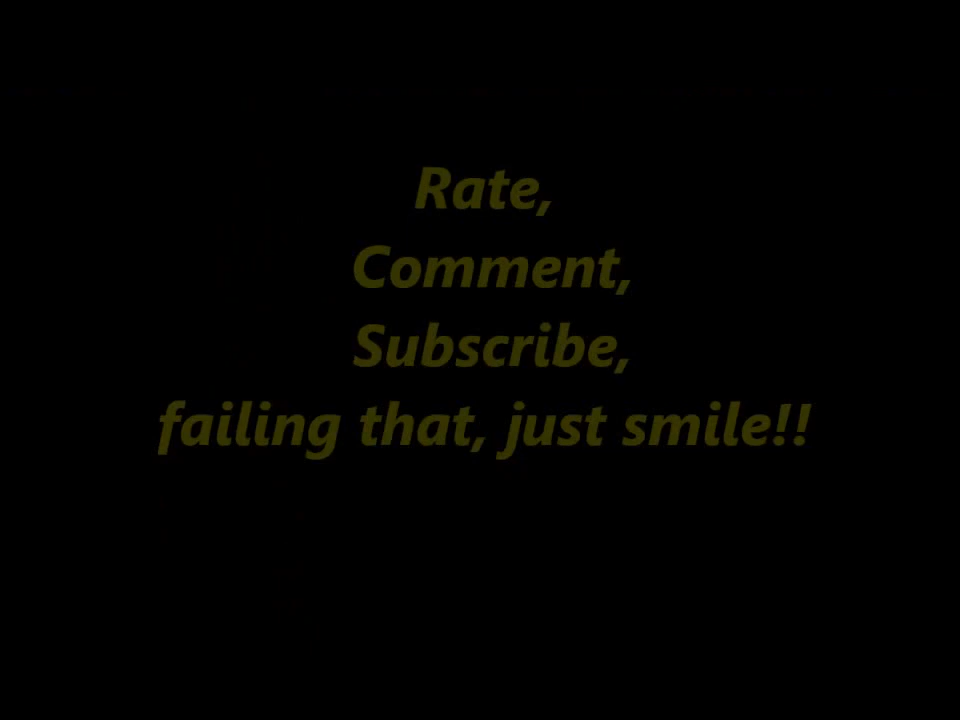 Rate,
Comment,
Subscribe,
failing that, just smile!!